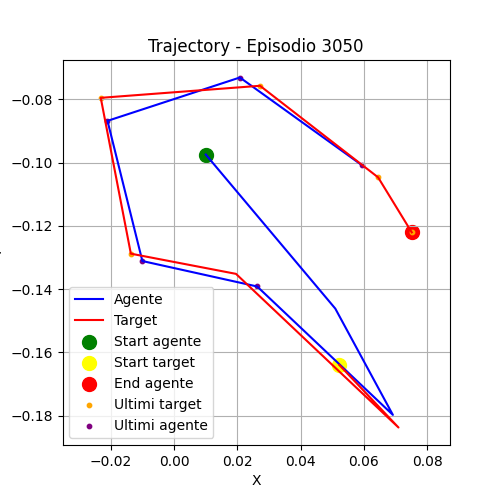 Trajectory - Episodio 3050
−0.08
−0.10
−0.12
−0.14
−0.16
−0.18
Agente
Target
Start agente
Start target
End agente
Ultimi target
Ultimi agente
−0.02 0.00 0.02 0.04 0.06 0.08
X